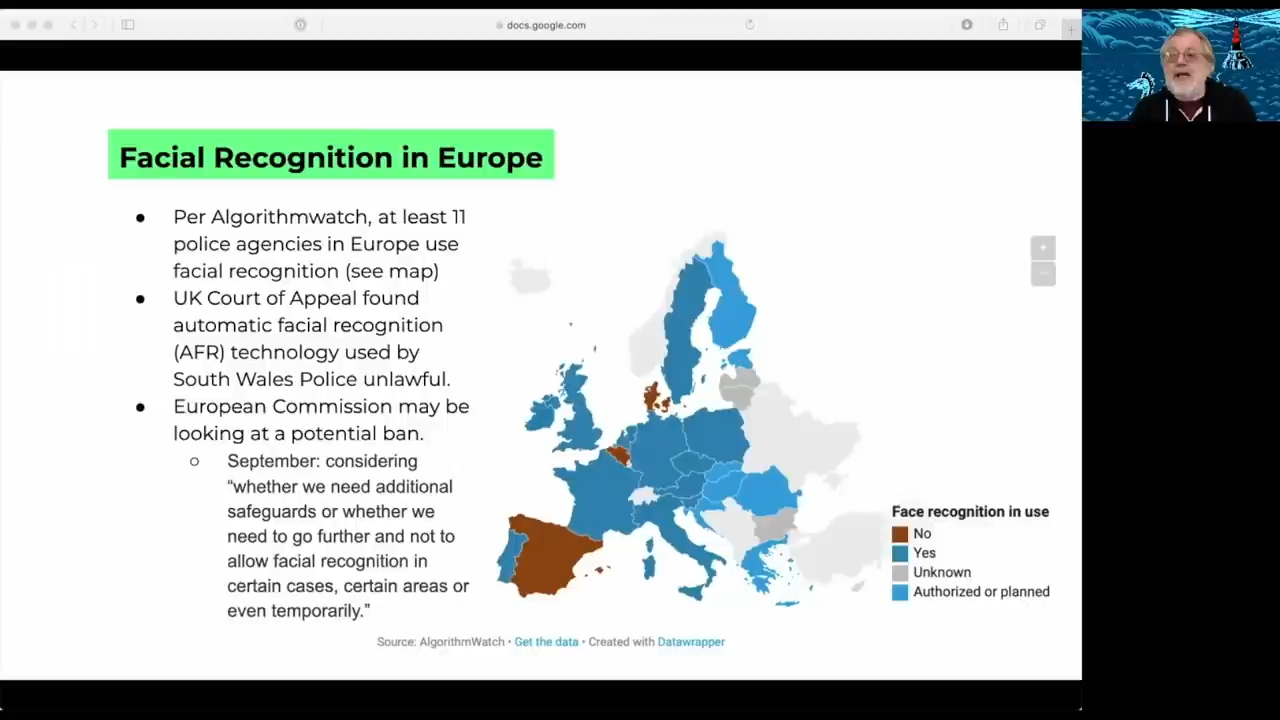 docs.google.com
Facial Recognition in Europe
● Per Algorithmwatch, at least 11
police agencies in Europe use
facial recognition (see map)
● UK Court of Appeal found
automatic facial recognition
(AFR) technology used by
South Wales Police unlawful.
● European Commission may be
looking at a potential ban.
○ September: considering
“whether we need additional
safeguards or whether we
need to go further and not to
allow facial recognition in
certain cases, certain areas or
even temporarily.”
Face recognition in use
No
Yes
Unknown
Authorized or planned
Source: AlgorithmWatch • Get the data • Created with Datawrapper